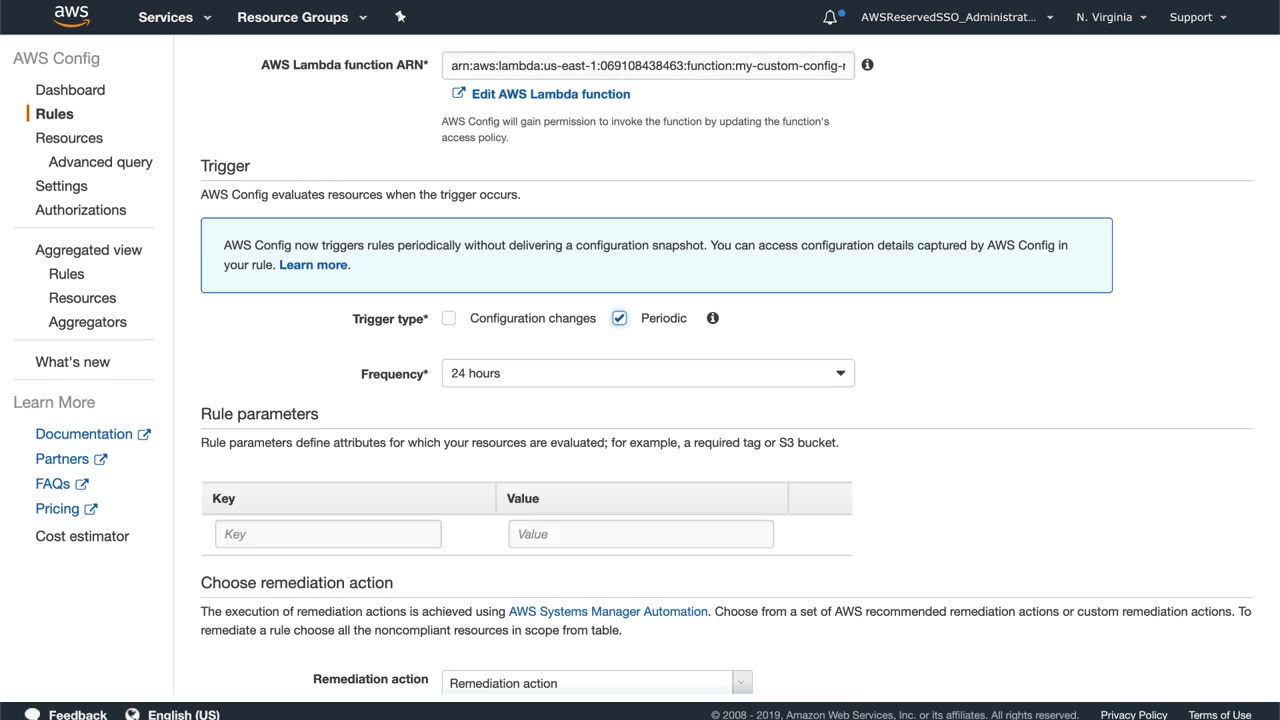 aws
Services
Resource Groups
AWSReservedSSO_Administrat...
N. Virginia
Support
AWS Config
Dashboard
Rules
Resources
Advanced query
Settings
Authorizations
Aggregated view
Rules
Resources
Aggregators
What's new
Learn More
Documentation
Partners
FAQs
Pricing
Cost estimator
AWS Lambda function ARN*
arn:aws:lambda:us-east-1:069108438463:function:my-custom-config-r
Edit AWS Lambda function
AWS Config will gain permission to invoke the function by updating the function's
access policy.
Trigger
AWS Config evaluates resources when the trigger occurs.
AWS Config now triggers rules periodically without delivering a configuration snapshot. You can access configuration details captured by AWS Config in
your rule. Learn more.
Trigger type*
Configuration changes
Periodic
Frequency*
24 hours
Rule parameters
Rule parameters define attributes for which your resources are evaluated; for example, a required tag or S3 bucket.
Key
Value
Key
Value
Choose remediation action
The execution of remediation actions is achieved using AWS Systems Manager Automation. Choose from a set of AWS recommended remediation actions or custom remediation actions. To
remediate a rule choose all the noncompliant resources in scope from table.
Remediation action
Remediation action
Feedback
English (US)
© 2008 - 2019, Amazon Web Services, Inc. or its affiliates. All rights reserved.
Privacy Policy
Terms of Use